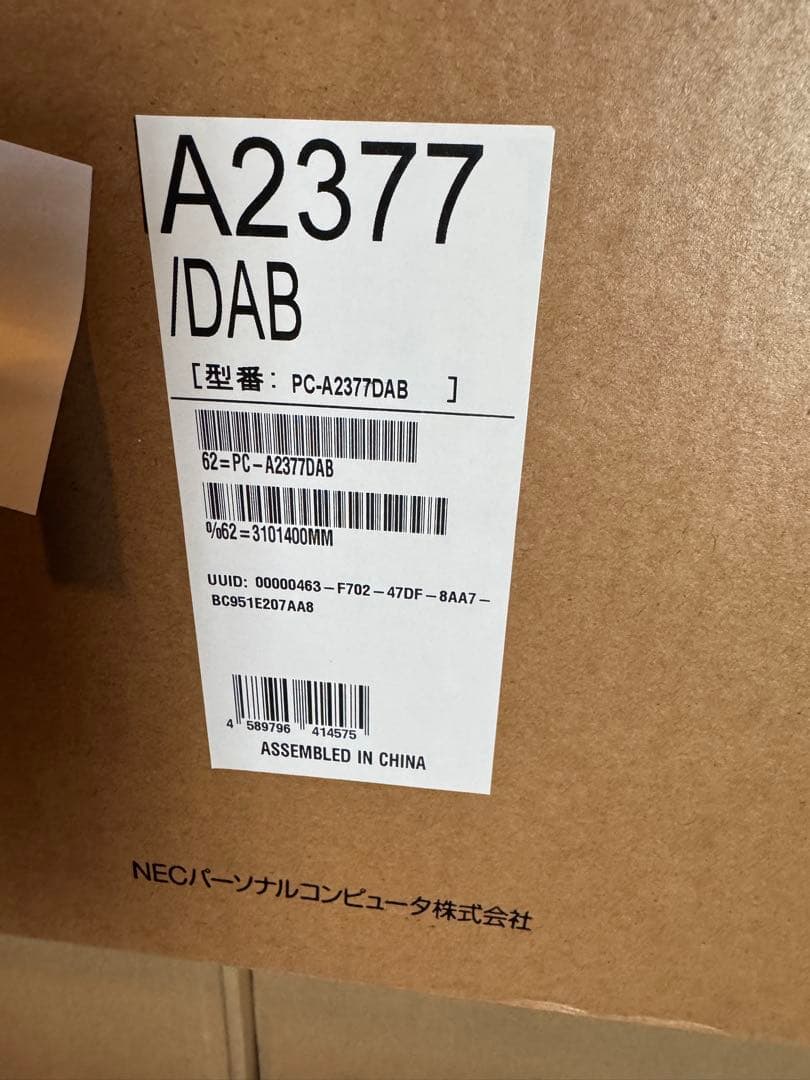 A2377
/DAB
[型番: PC-A2377DAB ]
62=PC-A2377DAB
%62=3101400MM
UUID: 00000463-F702-47DF-8AA7-
BC951E207AA8
4 589796 414575
ASSEMBLED IN CHINA
NECパーソナルコンピュータ株式会社